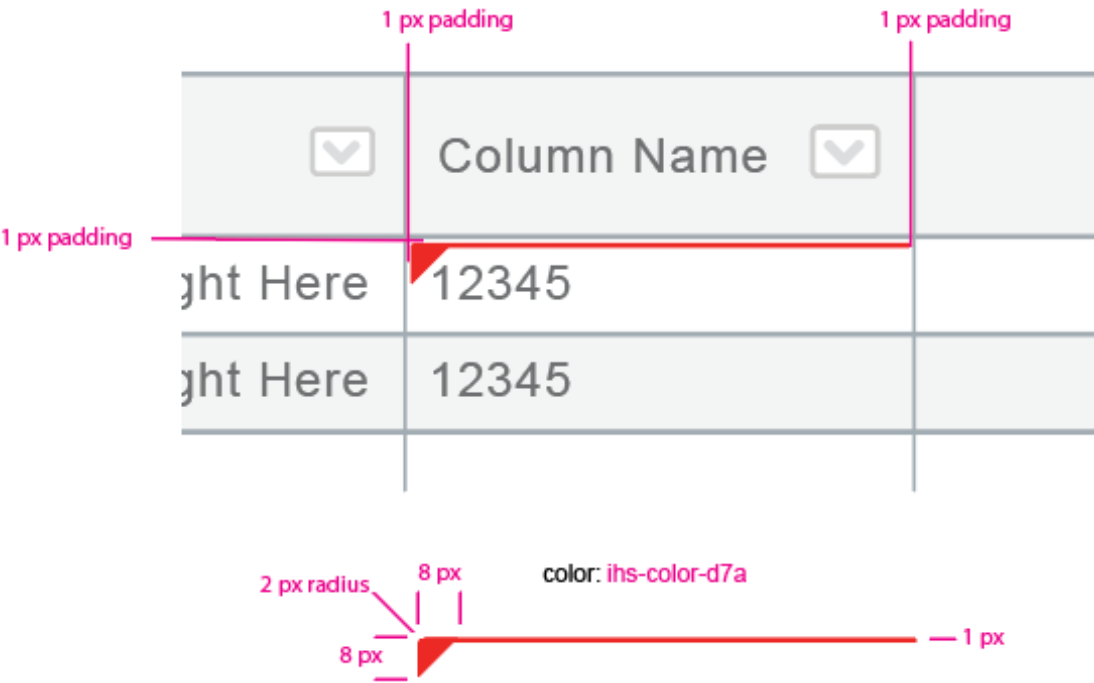 1 px padding
1 px padding
Column Name
1 px padding
ght Here
12345
ght Here
12345
color: ihs-color-d7a
8 px
2 px radius
1 px
8 px